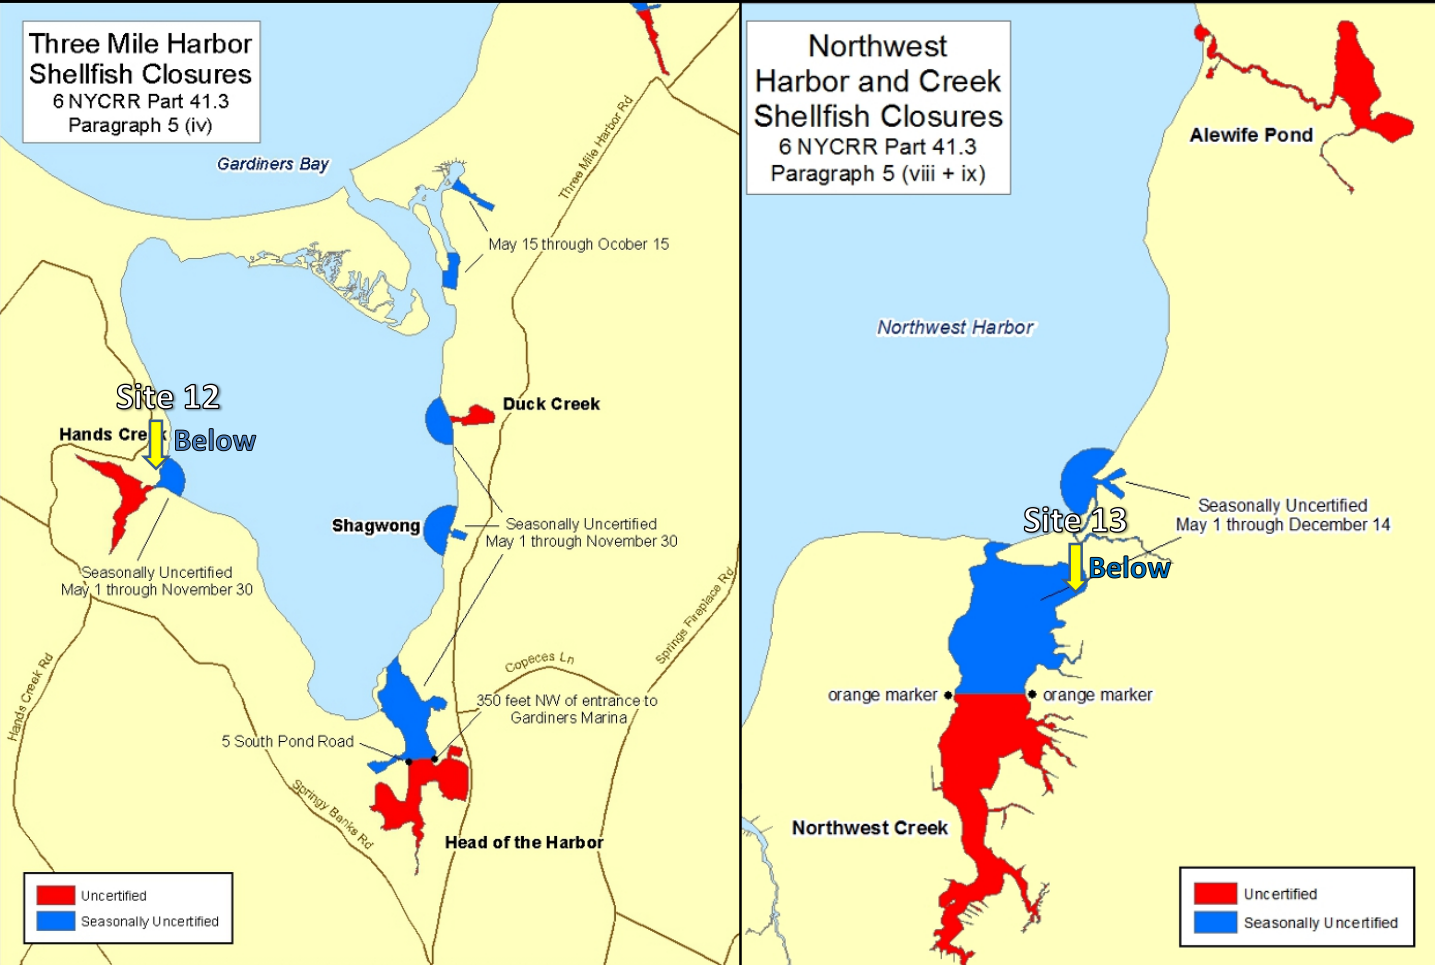 Three Mile Harbor
Shellfish Closures
6 NYCRR Part 41.3
Paragraph 5 (iv)
Gardiners Bay
Three Mile Harbor Rd
May 15 through Ocober 15
Site 12
Hands Cre k
Below
Duck Creek
Shagwong
Seasonally Uncertified
May 1 through November 30
Seasonally Uncertified
May 1 through November 30
Springs Fireplace Rd
Copeces Ln
Hands Creek Rd
350 feet NW of entrance to
Gardiners Marina
5 South Pond Road
Springy Banks Rd
Head of the Harbor
Uncertified
Seasonally Uncertified
Northwest
Harbor and Creek
Shellfish Closures
6 NYCRR Part 41.3
Paragraph 5 (viii + ix)
Alewife Pond
Northwest Harbor
Seasonally Uncertified
May 1 through December 14
Site 13
Below
orange marker
orange marker
Northwest Creek
Uncertified
Seasonally Uncertified